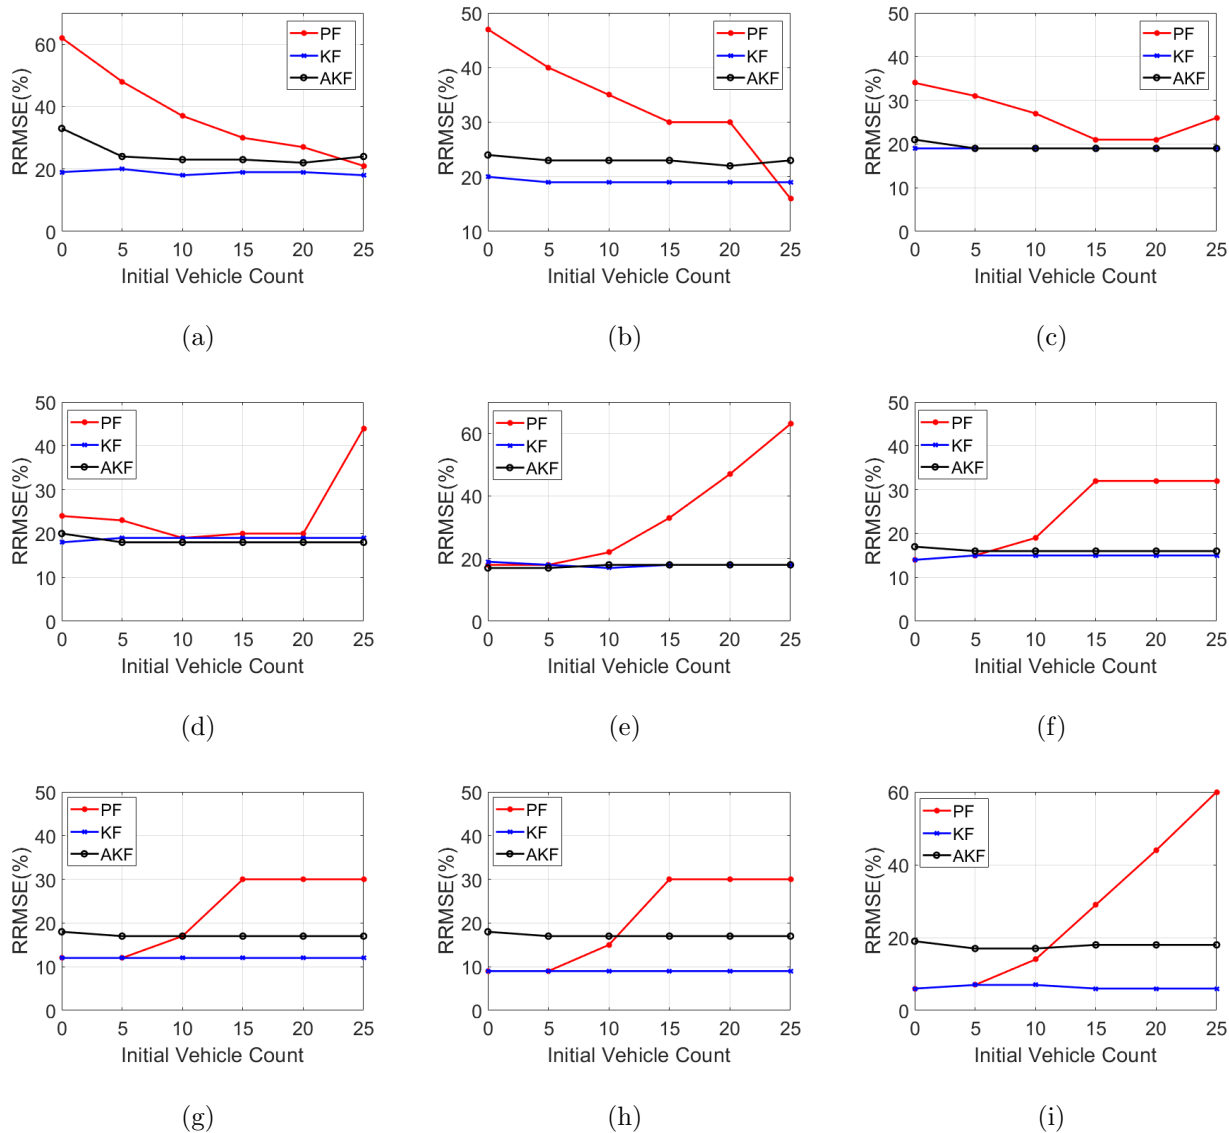 60
40
20
0
RRMSE(%)
PF
KF
AKF
0 5 10 15 20 25
Initial Vehicle Count
(a)
50
40
30
20
10
RRMSE(%)
PF
KF
AKF
0 5 10 15 20 25
Initial Vehicle Count
(b)
50
40
30
20
10
0
RRMSE(%)
PF
KF
AKF
0 5 10 15 20 25
Initial Vehicle Count
(c)
50
40
30
20
10
0
RRMSE(%)
PF
KF
AKF
0 5 10 15 20 25
Initial Vehicle Count
(d)
60
40
20
0
RRMSE(%)
PF
KF
AKF
0 5 10 15 20 25
Initial Vehicle Count
(e)
50
40
30
20
10
0
RRMSE(%)
PF
KF
AKF
0 5 10 15 20 25
Initial Vehicle Count
(f)
50
40
30
20
10
0
RRMSE(%)
PF
KF
AKF
0 5 10 15 20 25
Initial Vehicle Count
(g)
50
40
30
20
10
0
RRMSE(%)
PF
KF
AKF
0 5 10 15 20 25
Initial Vehicle Count
(h)
60
40
20
0
RRMSE(%)
PF
KF
AKF
0 5 10 15 20 25
Initial Vehicle Count
(i)